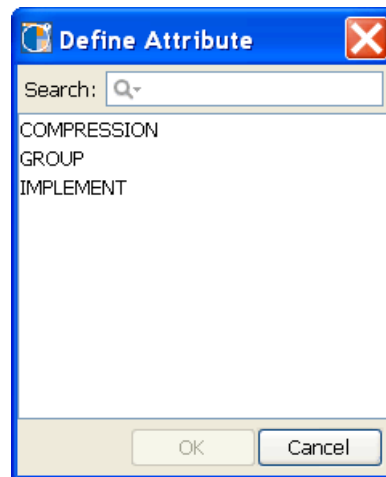 Define Attribute
Search:
COMPRESSION
GROUP
IMPLEMENT
OK Cancel